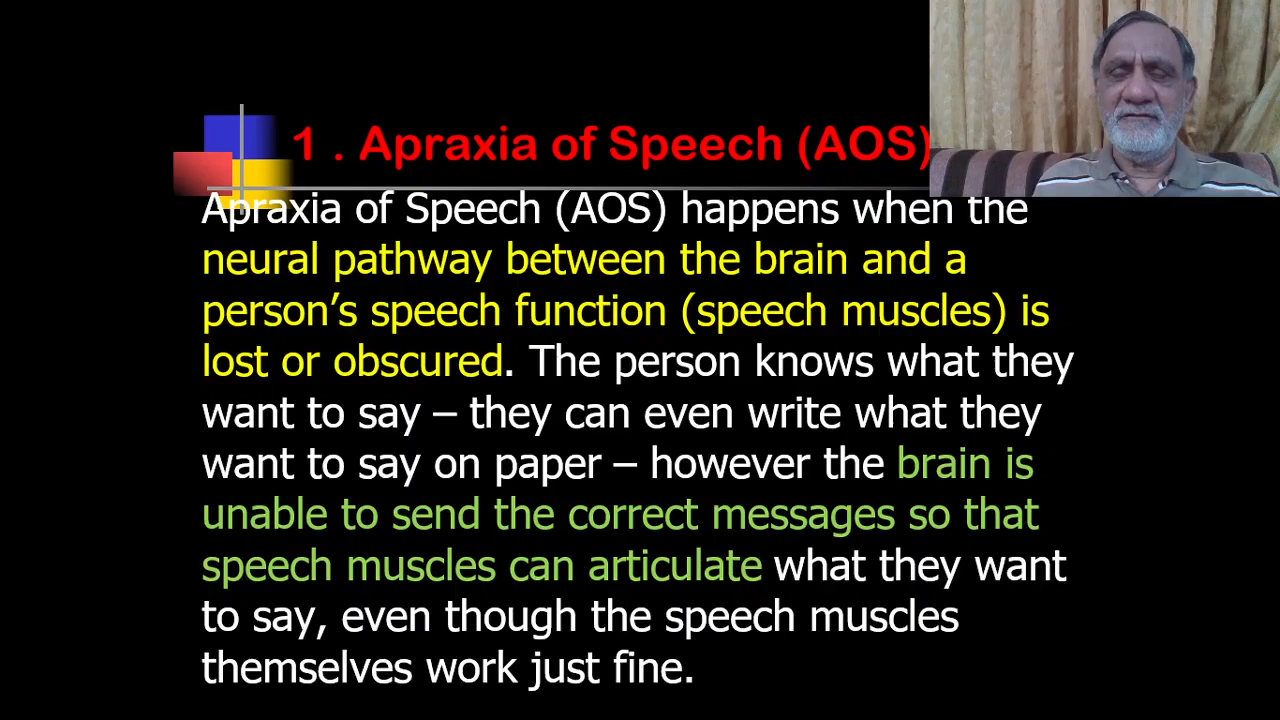 1 . Apraxia of Speech (AOS)
Apraxia of Speech (AOS) happens when the
neural pathway between the brain and a
person’s speech function (speech muscles) is
lost or obscured. The person knows what they
want to say – they can even write what they
want to say on paper – however the brain is
unable to send the correct messages so that
speech muscles can articulate what they want
to say, even though the speech muscles
themselves work just fine.